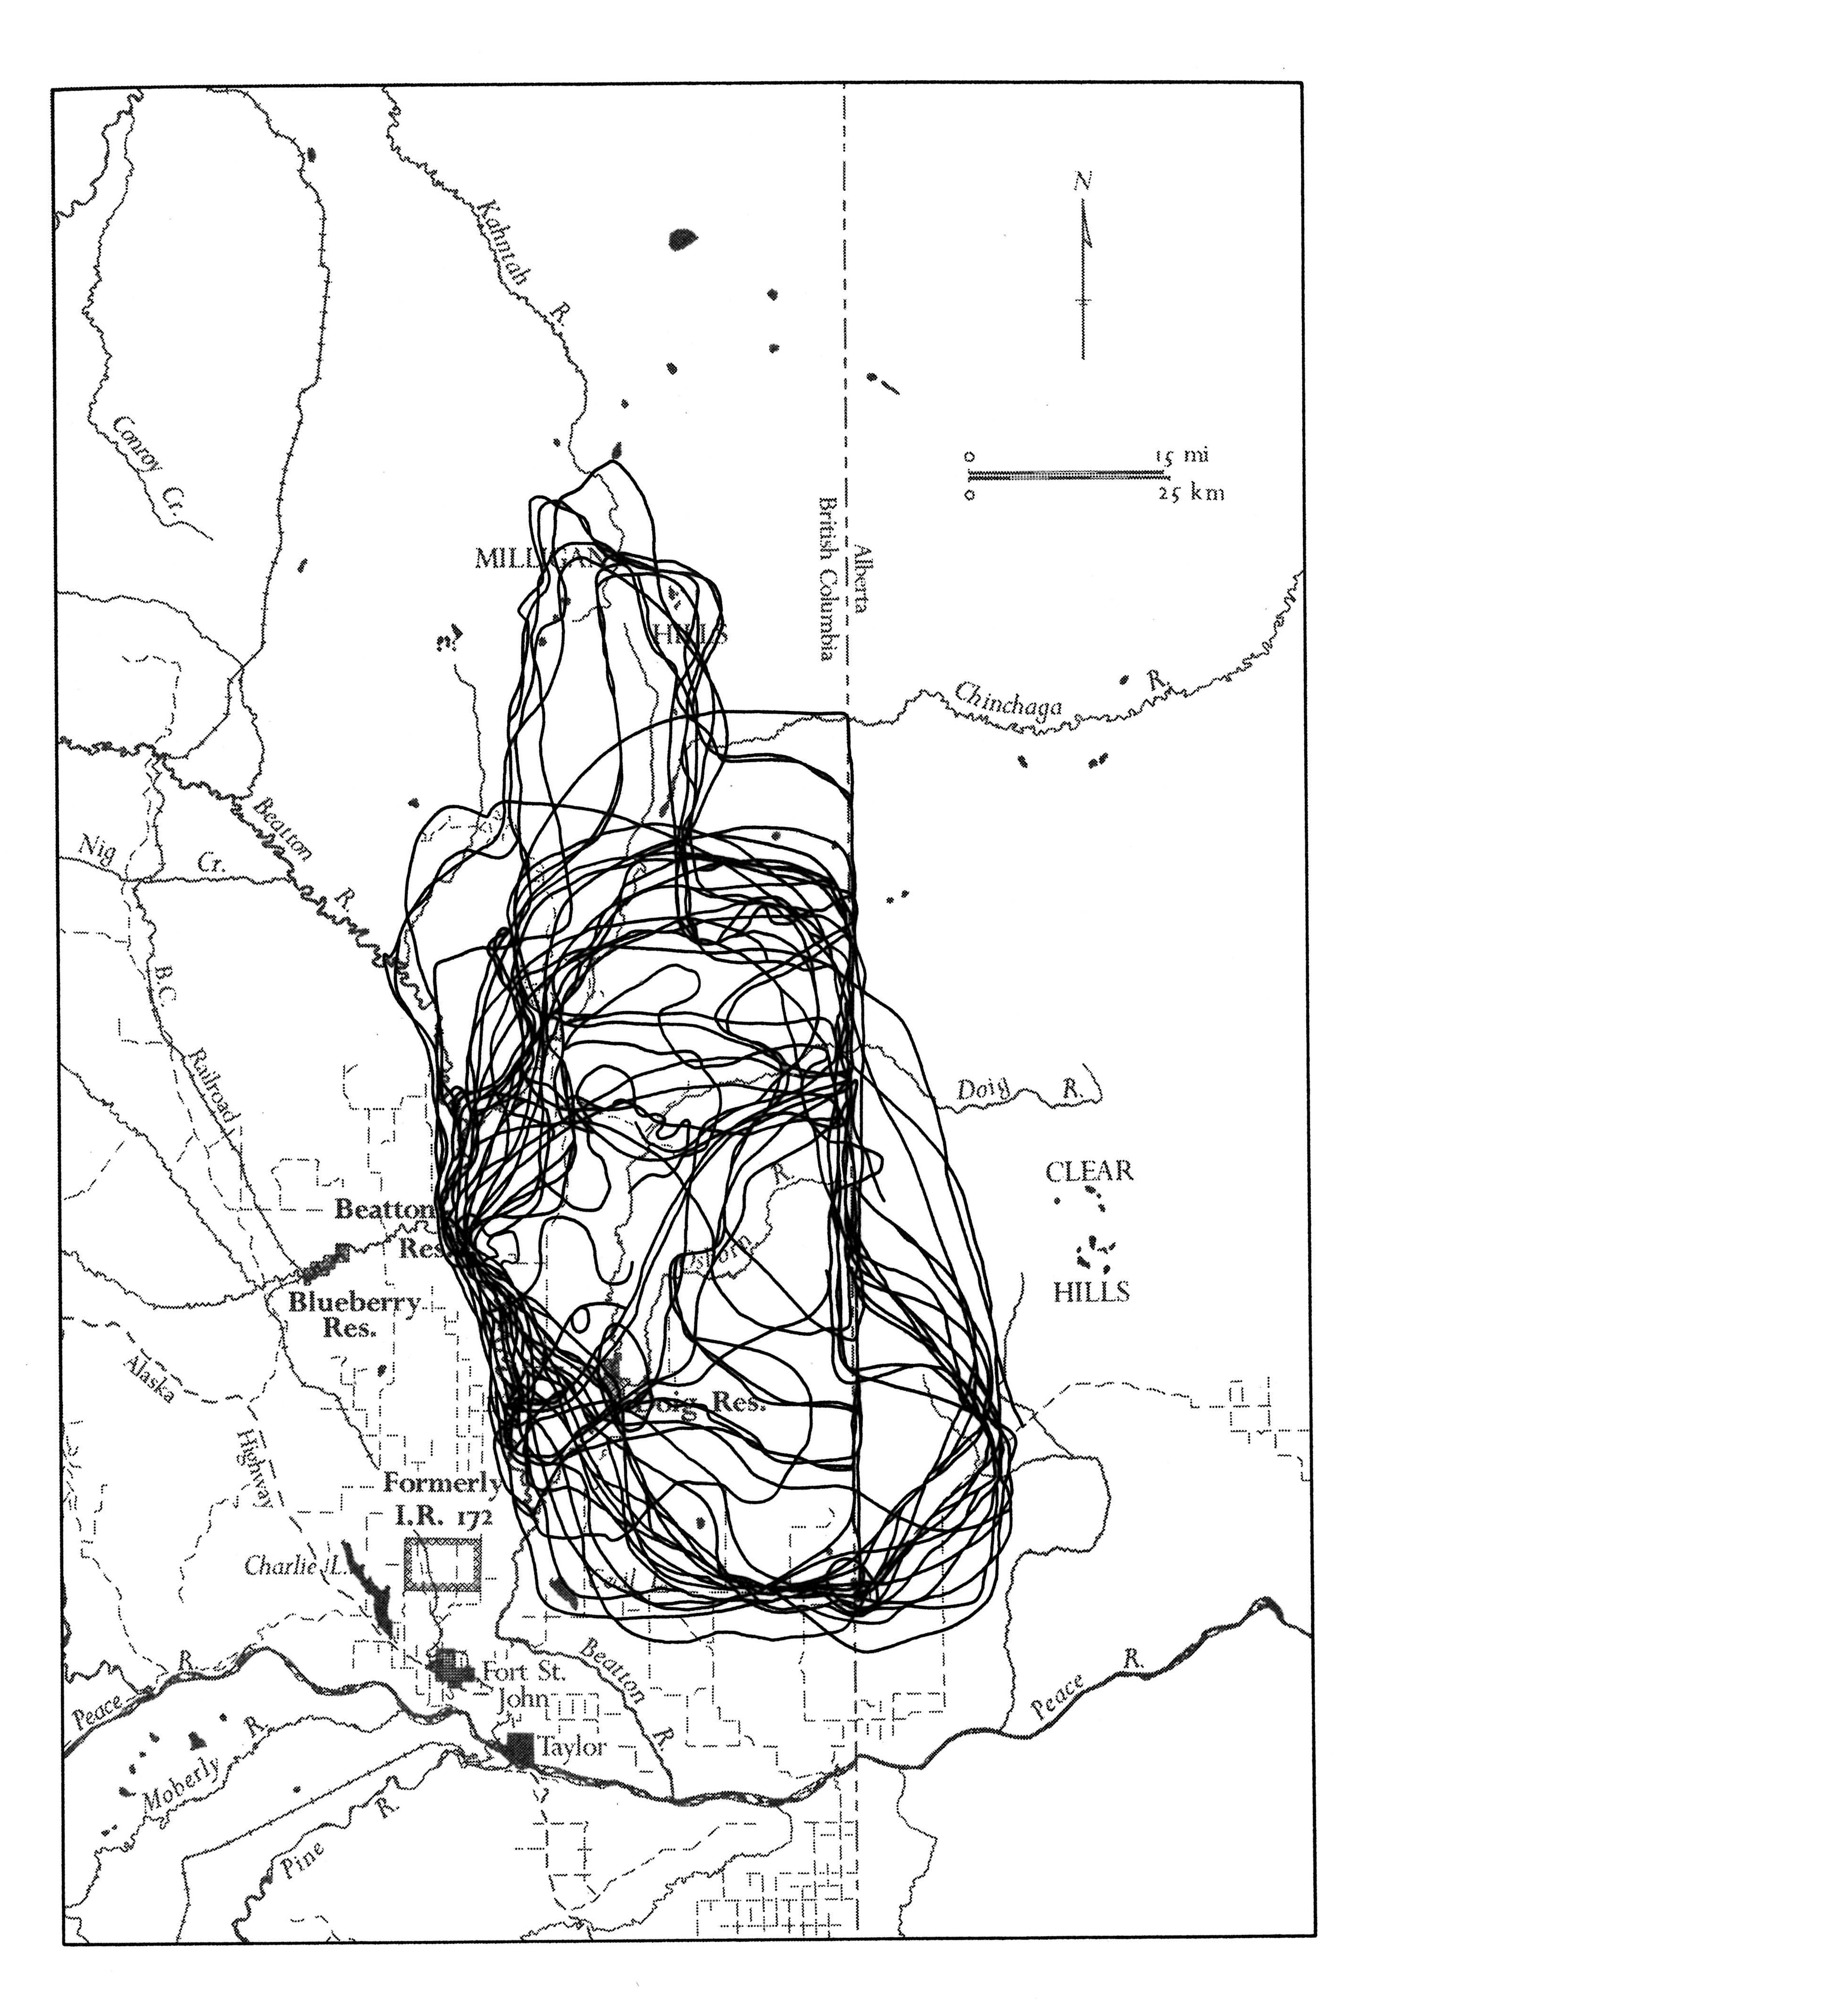 N
Kahntah R.
Conroy Cr.
0 15 mi
0 25 km
British Columbia
Alberta
MILLIGAN
HILLS
Chinchaga R.
Beatton R.
Nig Cr.
B.C. Railroad
Doig R.
CLEAR
HILLS
R.
Osborn
Beatton
Res.
Blueberry
Res.
Alaska
Highway
Doig Res.
Formerly
I.R. 172
Charlie L.
Fort St.
John
Beatton R.
Taylor
Peace R.
Peace R.
Moberly R.
Pine R.